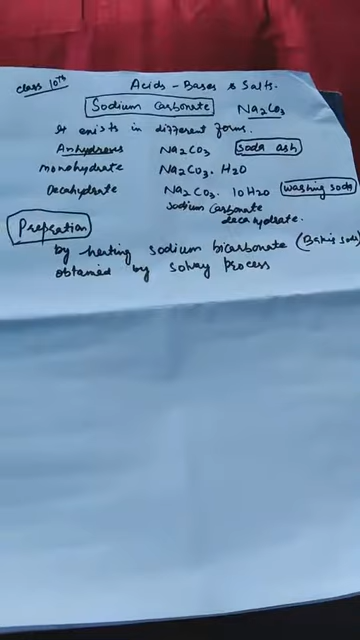 class 10th
Acids - Bases & Salts.
Sodium Carbonate Na2CO3
It exists in different forms.
Anhydrous Na2CO3 soda ash
Monohydrate Na2CO3. H2O
Decahydrate Na2CO3. 10H2O washing soda
Sodium Carbonate
decahydrate.
Prepration
by heating sodium bicarbonate (Baking soda)
obtained by solvay Process